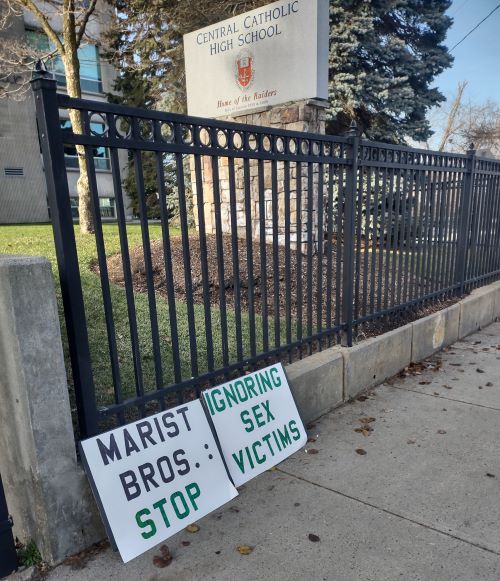 CENTRAL CATHOLIC
HIGH SCHOOL
Home of the Raiders
MARIST
BROS.:
STOP
IGNORING
SEX
VICTIMS